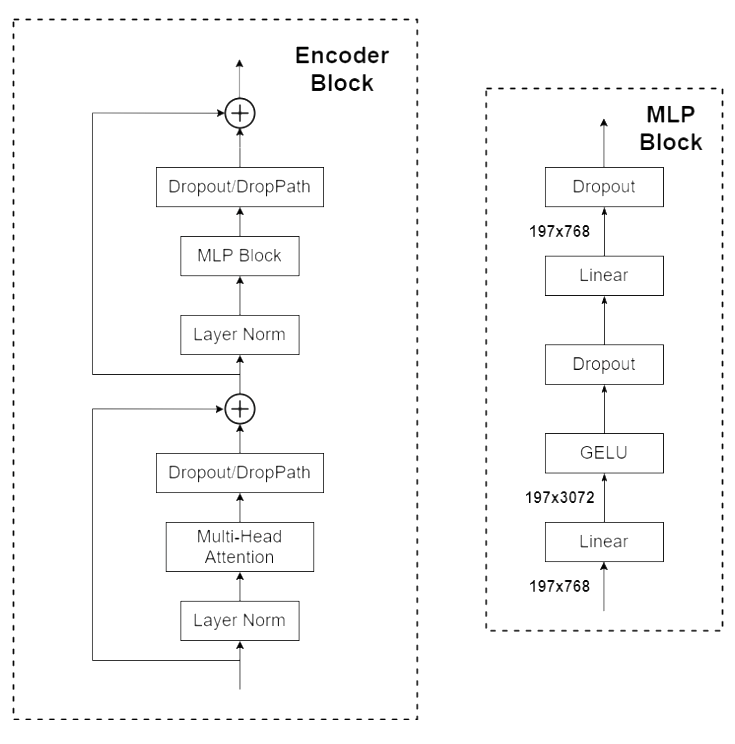 Encoder
Block
Dropout/DropPath
MLP Block
Layer Norm
Dropout/DropPath
Multi-Head
Attention
Layer Norm
MLP
Block
Dropout
197x768
Linear
Dropout
GELU
197x3072
Linear
197x768